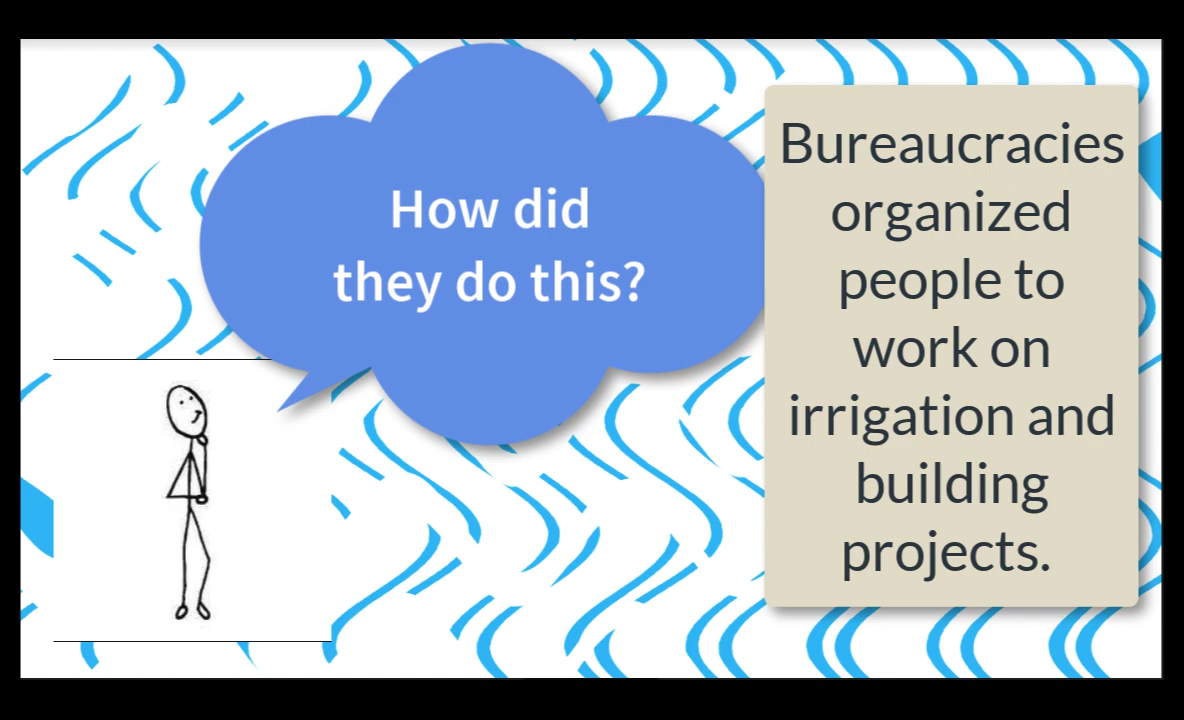 How did
they do this?
Bureaucracies
organized
people to
work on
irrigation and
building
projects.